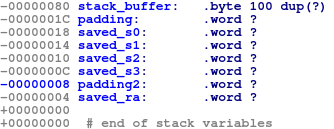 -00000080 stack_buffer: .byte 100 dup(?)
-0000001C padding: .word ?
-00000018 saved_s0: .word ?
-00000014 saved_s1: .word ?
-00000010 saved_s2: .word ?
-0000000C saved_s3: .word ?
-00000008 padding2: .word ?
-00000004 saved_ra: .word ?
+00000000
+00000000 # end of stack variables